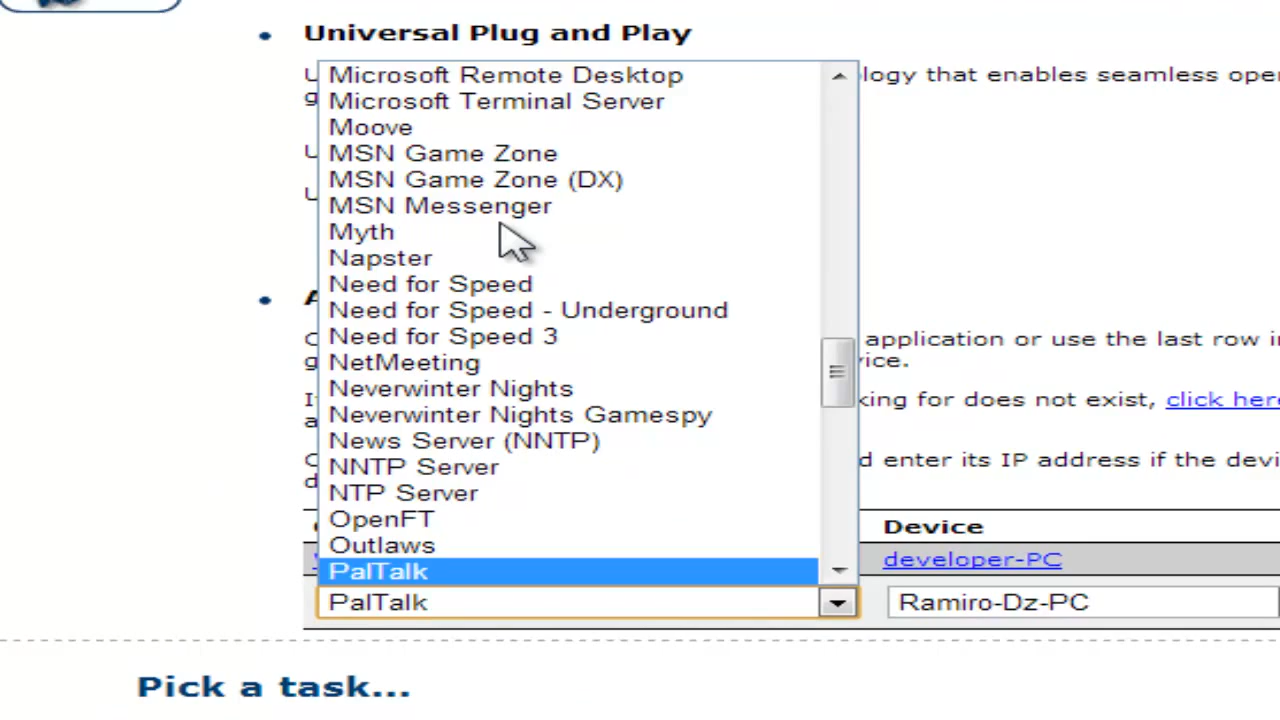 Universal Plug and Play
Microsoft Remote Desktop
Microsoft Terminal Server
Moove
MSN Game Zone
MSN Game Zone (DX)
MSN Messenger
Myth
Napster
Need for Speed
Need for Speed - Underground
Need for Speed 3
NetMeeting
Neverwinter Nights
Neverwinter Nights Gamespy
News Server (NNTP)
NNTP Server
NTP Server
OpenFT
Outlaws
PalTalk
PalTalk
logy that enables seamless oper
application or use the last row i
vice.
king for does not exist, click here
d enter its IP address if the devi
Device
developer-PC
Ramiro-Dz-PC
Pick a task...